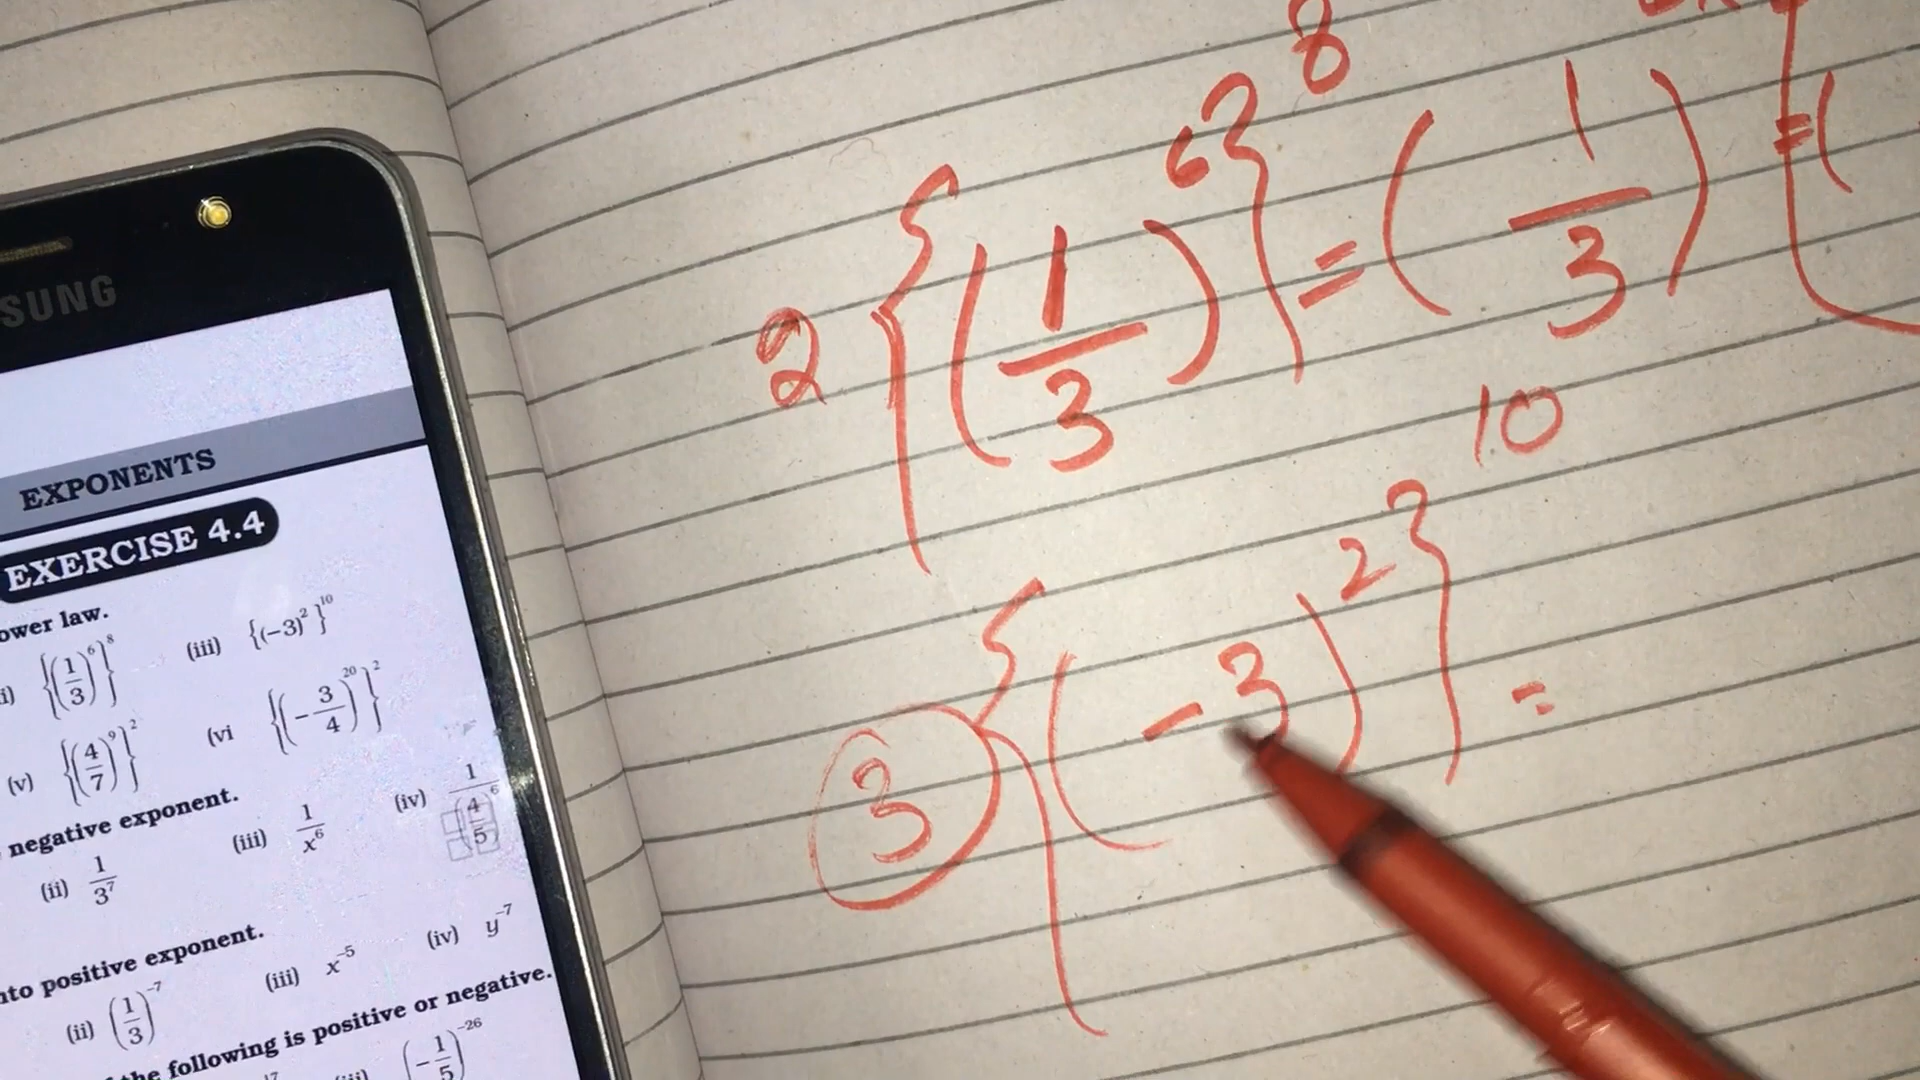 SUNG
EXPONENTS
EXERCISE 4.4
ower law.
i) {(1/3)^6}^8 (iii) {(-3)^2}^10
(v) {(4/7)^9}^2 (vi {(-3/4)^20}^2
negative exponent.
(ii) 1/3^7 (iii) 1/x^6 (iv) 1/(4/5)^6
nto positive exponent.
(ii) (1/3)^-7 (iii) x^-5 (iv) y^-7
the following is positive or negative.
17 (iii) (-1/5)^-26
2 {(1/3)^6}^8 = (1/3)
= (
3 {(-3)^2}^10 =